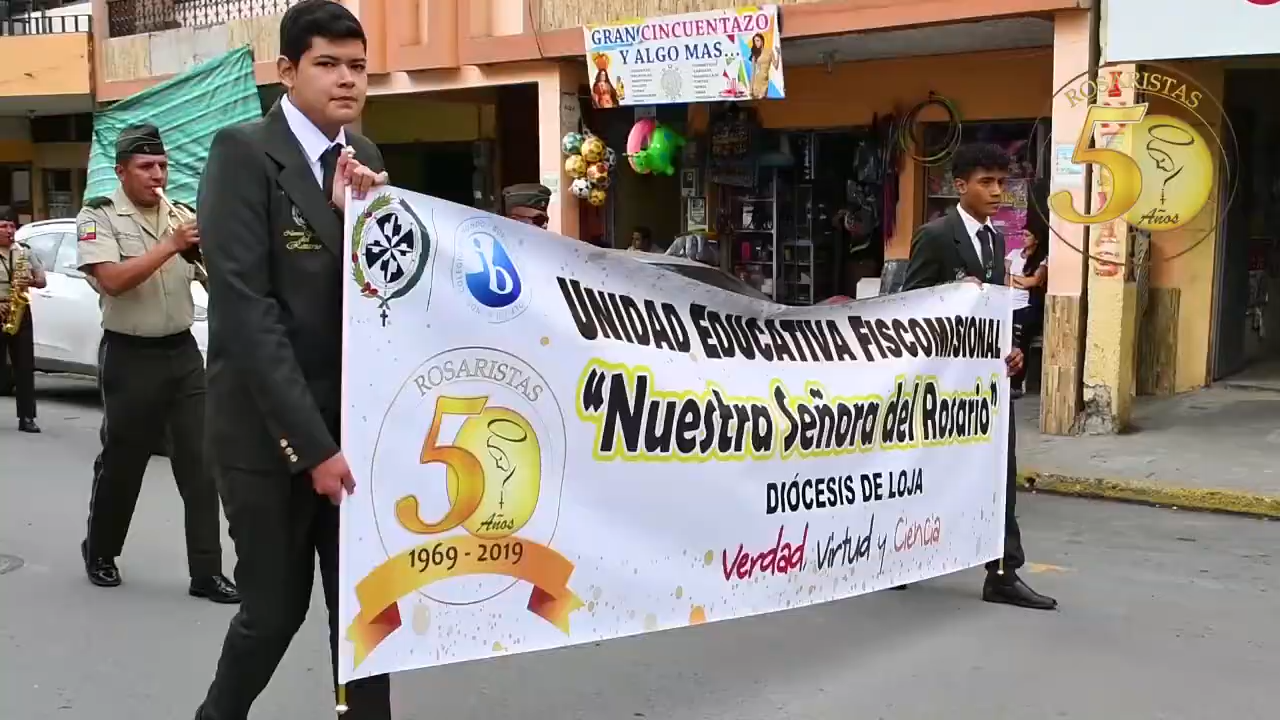 GRAN CINCUENTAZO
Y ALGO MAS...
ROSARISTAS
50
Años
UNIDAD EDUCATIVA FISCOMISIONAL
"Nuestra Señora del Rosario"
DIÓCESIS DE LOJA
Verdad, Virtud y Ciencia
jb
ROSARISTAS
50
Años
1969 - 2019